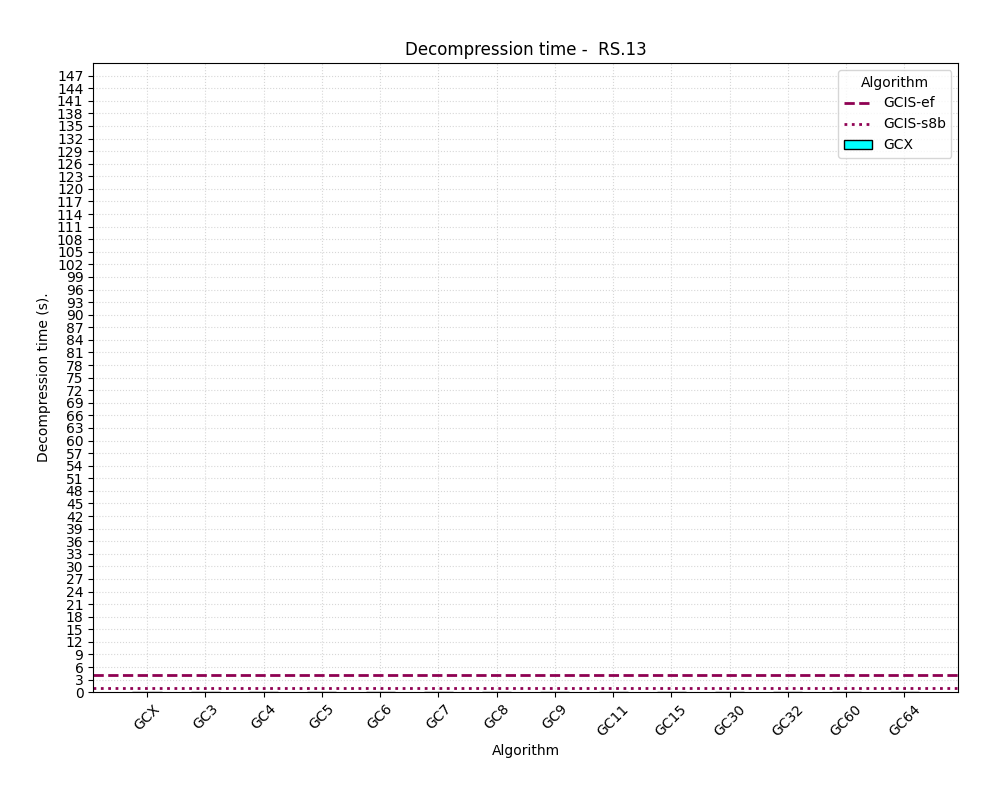 Decompression time -  RS.13
Algorithm
GCIS-ef
GCIS-s8b
GCX
147
144
141
138
135
132
129
126
123
120
117
114
111
108
105
102
99
96
93
90
87
84
81
78
75
72
69
66
63
60
57
54
51
48
45
42
39
36
33
30
27
24
21
18
15
12
9
6
3
0
Decompression time (s).
GCX
GC3
GC4
GC5
GC6
GC7
GC8
GC9
GC11
GC15
GC30
GC32
GC60
GC64
Algorithm